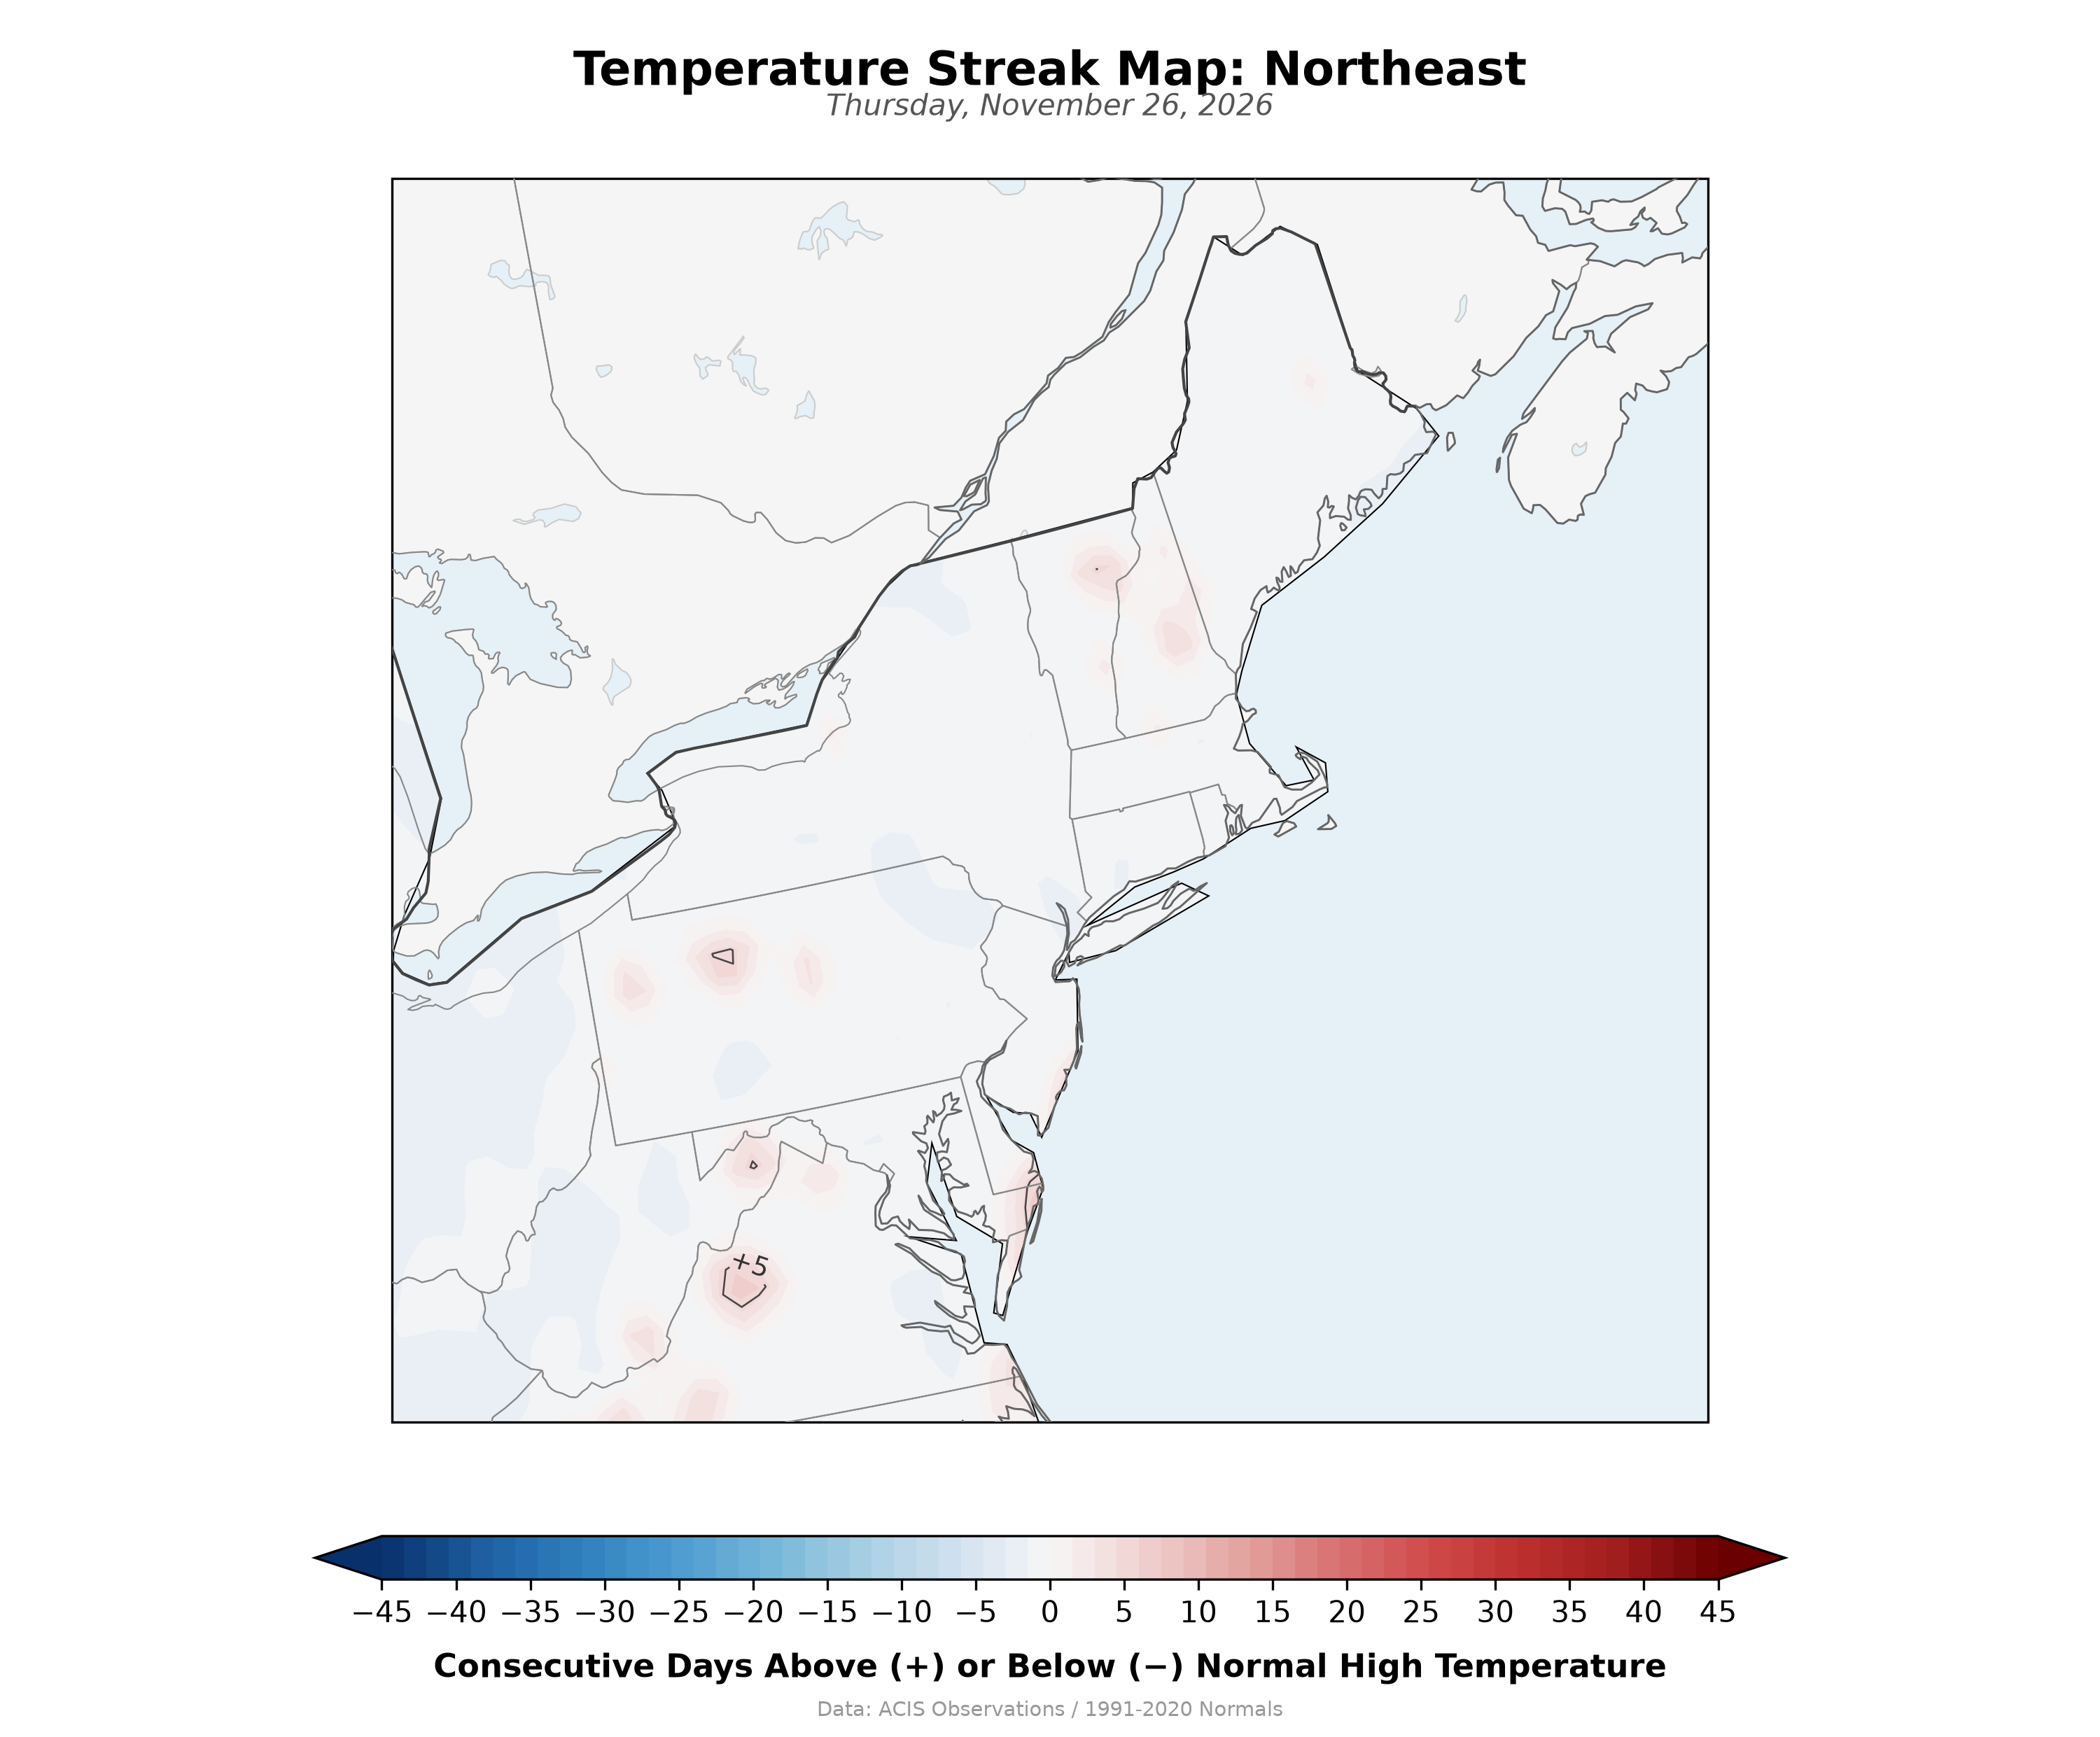 Temperature Streak Map: Northeast
Thursday, November 26, 2026
+5
−45 −40 −35 −30 −25 −20 −15 −10 −5 0 5 10 15 20 25 30 35 40 45
Consecutive Days Above (+) or Below (−) Normal High Temperature
Data: ACIS Observations / 1991-2020 Normals